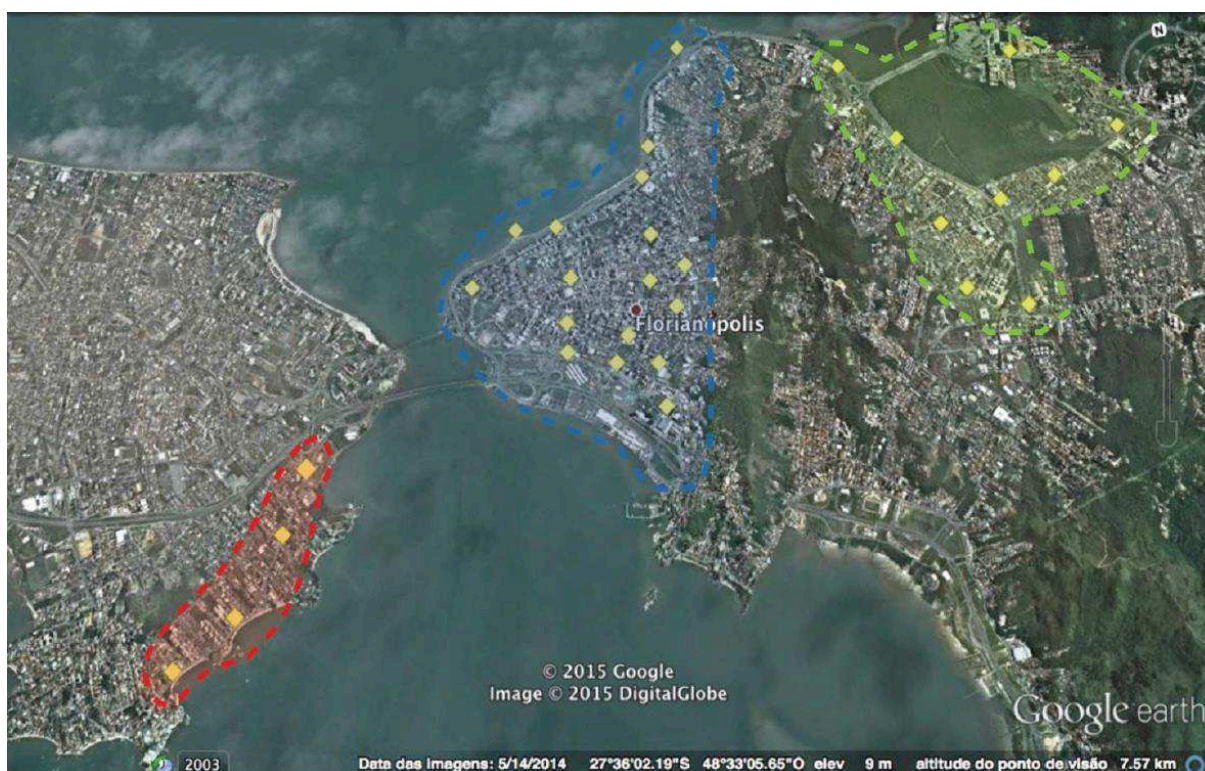 N
Florianopolis
© 2015 Google
Image © 2015 DigitalGlobe
Google earth
2003
Data das imagens: 5/14/2014 27°36'02.19"S 48°33'05.65"O elev 9 m altitude do ponto de visão 7.57 km